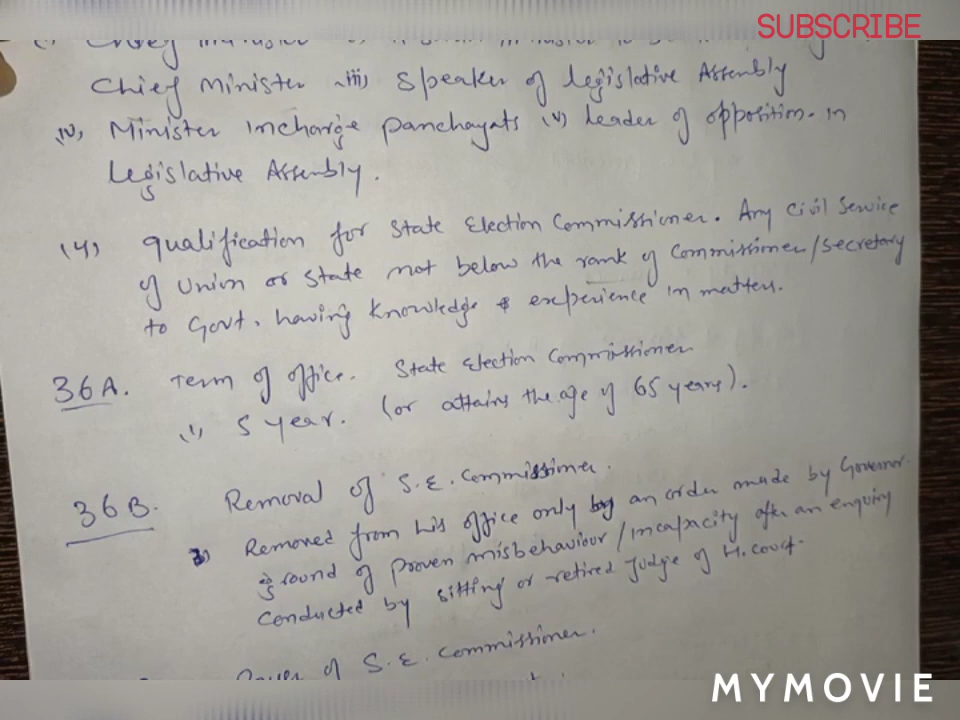 SUBSCRIBE
Chief Minister iii) Speaker of legislative Assembly
iv) Minister incharge panchayats (v) leader of opposition in
legislative Assembly.
(4) qualification for State Election Commissioner. Any Civil Service
of Union or State not below the rank of Commissioner/Secretary
to Govt. having knowledge & experience in matters.
36A. Term of office. State Election Commissioner
(i) 5 year. (or attains the age of 65 years).
36B. Removal of S.E. Commissioner.
Removed from his office only by an order made by Governor.
ground of proven misbehaviour/incapacity after an enquiry
conducted by sitting or retired Judge of H. court.
of S.E. Commissioner.
MYMOVIE